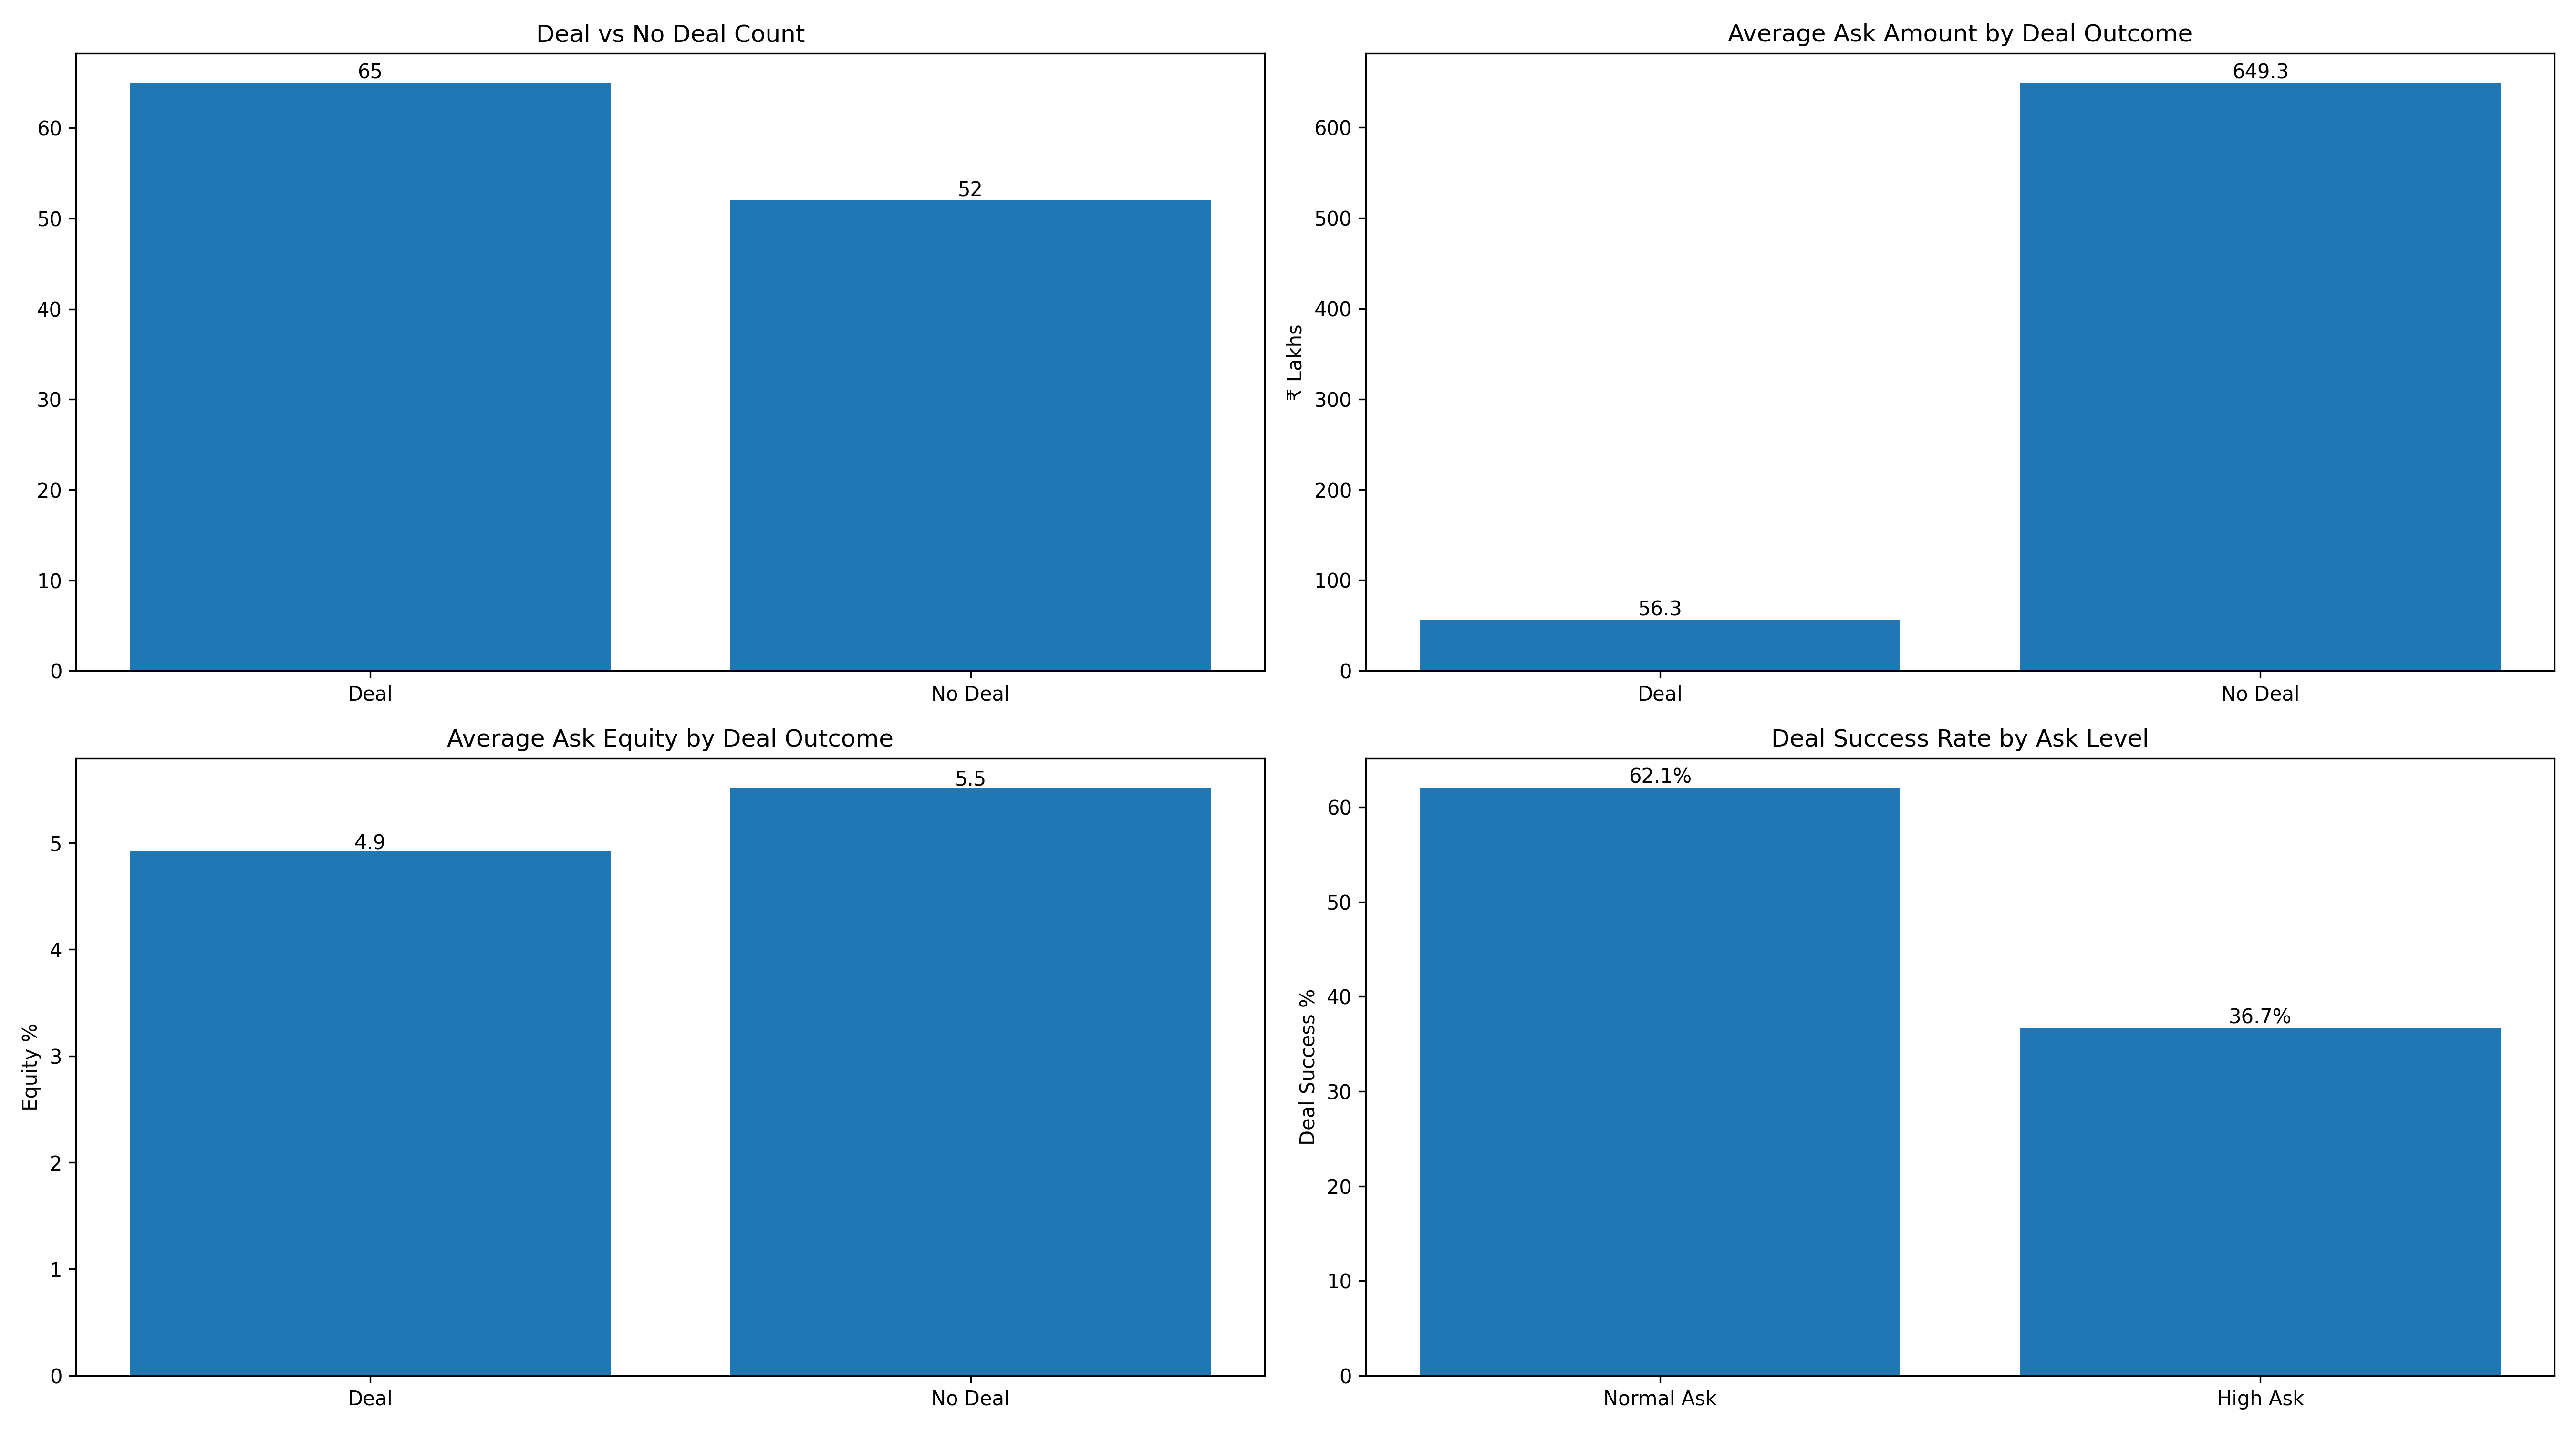 Deal vs No Deal Count
65
52
60
50
40
30
20
10
0
Deal
No Deal
Average Ask Amount by Deal Outcome
649.3
56.3
600
500
400
300
200
100
0
₹ Lakhs
Deal
No Deal
Average Ask Equity by Deal Outcome
5.5
4.9
5
4
3
2
1
0
Equity %
Deal
No Deal
Deal Success Rate by Ask Level
62.1%
36.7%
60
50
40
30
20
10
0
Deal Success %
Normal Ask
High Ask